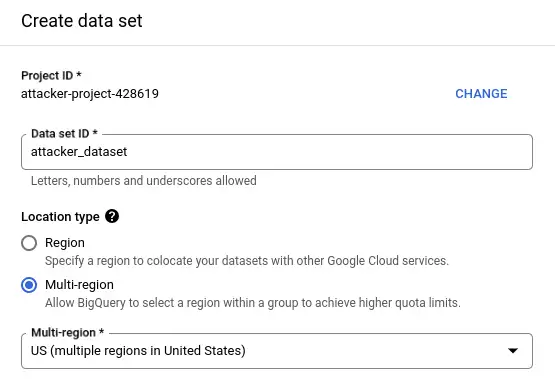 Create data set
Project ID *
attacker-project-428619
CHANGE
Data set ID *
attacker_dataset
Letters, numbers and underscores allowed
Location type ?
Region
Specify a region to colocate your datasets with other Google Cloud services.
Multi-region
Allow BigQuery to select a region within a group to achieve higher quota limits.
Multi-region *
US (multiple regions in United States)